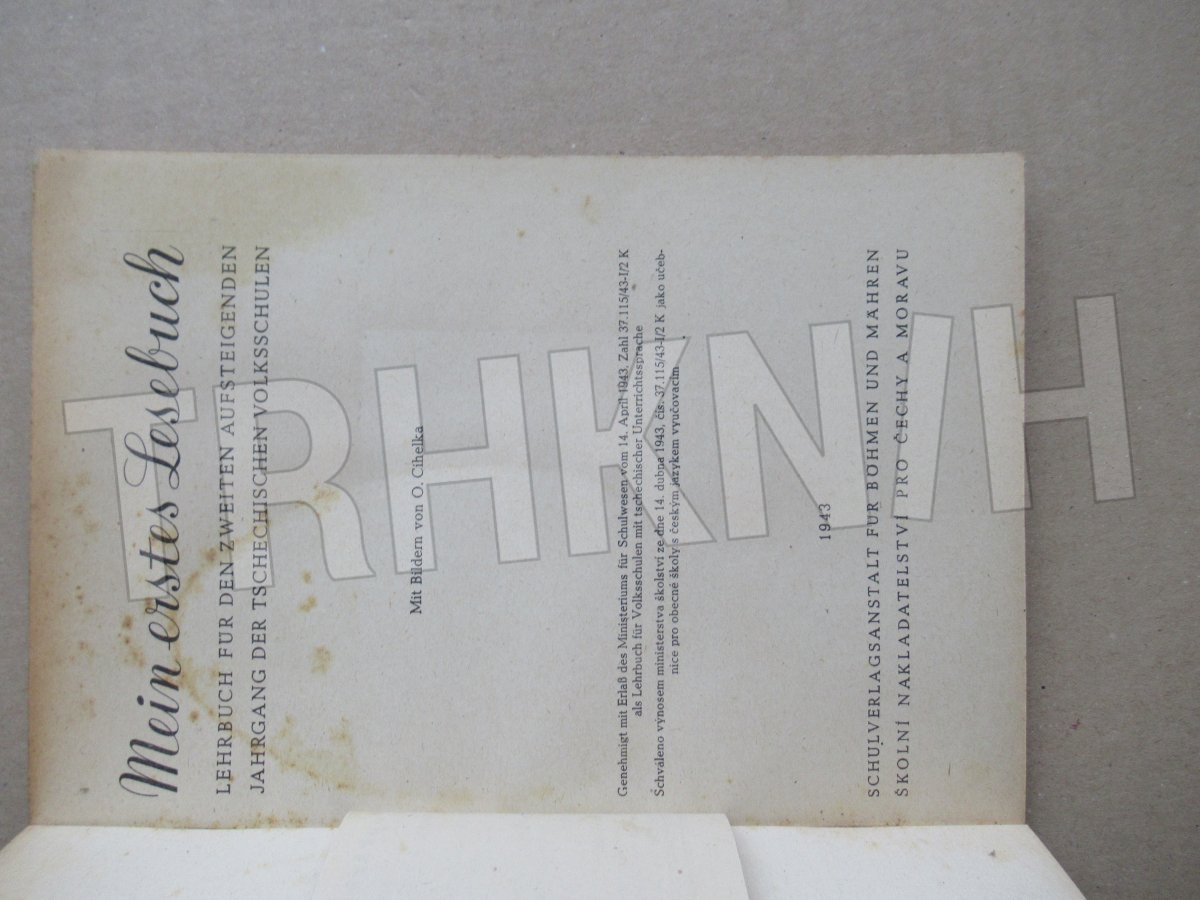 Mein erstes Lesebuch
LEHRBUCH FÜR DEN ZWEITEN AUFSTEIGENDEN
JAHRGANG DER TSCHECHISCHEN VOLKSSCHULEN
Mit Bildern von O. Cihelka
Genehmigt mit Erlaß des Ministeriums für Schulwesen vom 14. April 1943, Zahl 37.115/43-I/2 K
als Lehrbuch für Volksschulen mit tschechischer Unterrichtssprache
Schváleno výnosem ministerstva školství ze dne 14. dubna 1943, čís. 37.115/43-I/2 K jako učeb-
nice pro obecné školy s českým jazykem vyučovacím.
1943
SCHULVERLAGSANSTALT FÜR BÖHMEN UND MÄHREN
ŠKOLNÍ NAKLADATELSTVÍ PRO ČECHY A MORAVU
TRHKNIH